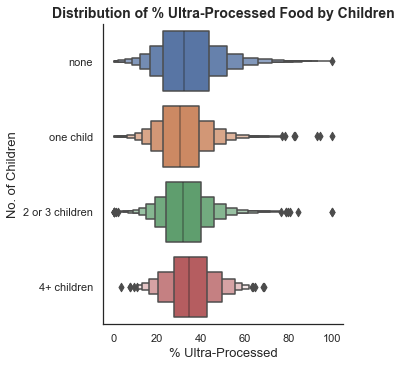 Distribution of % Ultra-Processed Food by Children
none
one child
2 or 3 children
4+ children
No. of Children
0 20 40 60 80 100
% Ultra-Processed